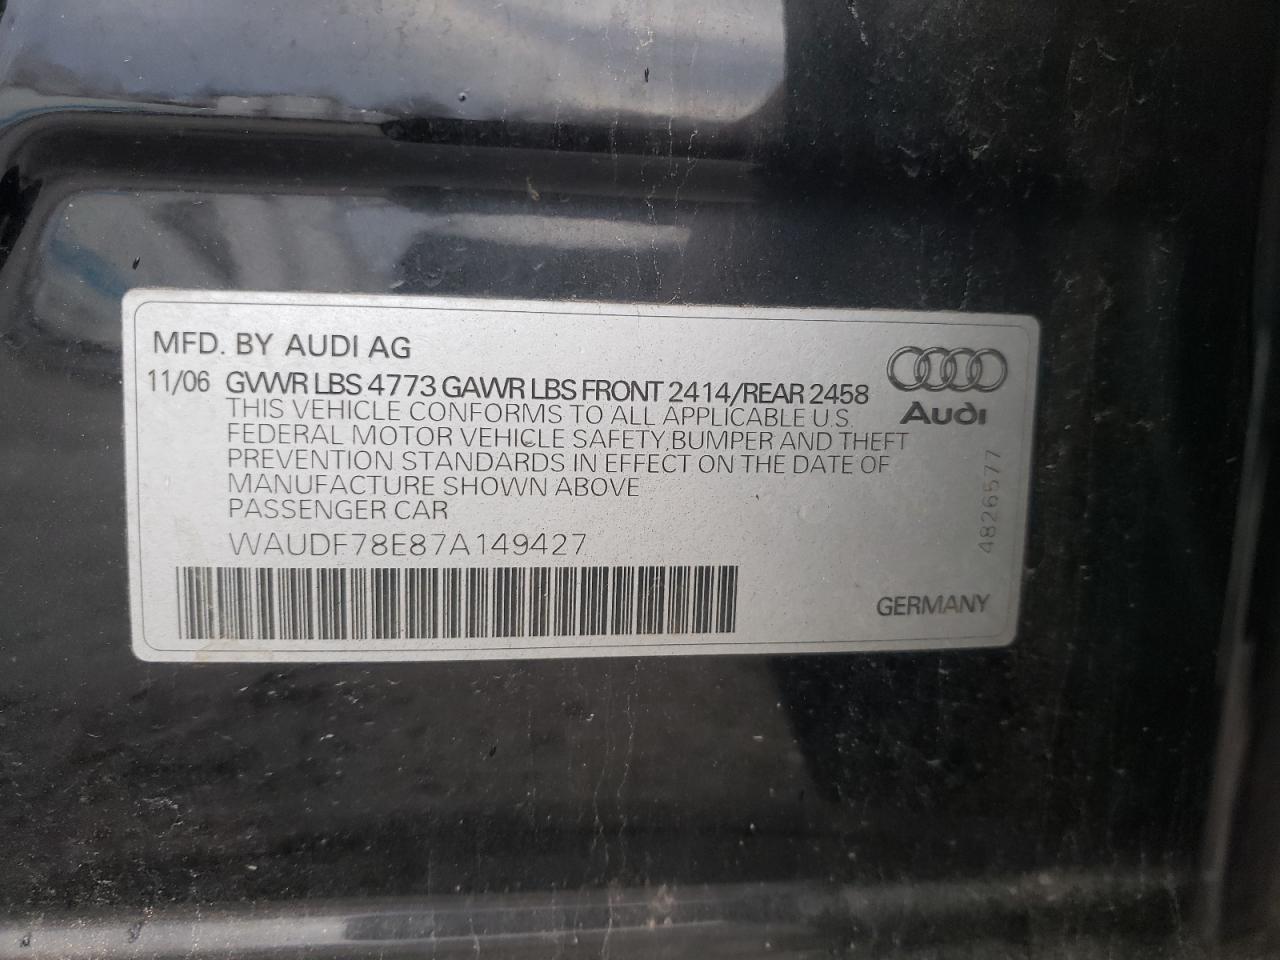 MFD. BY AUDI AG
11/06 GVWR LBS 4773 GAWR LBS FRONT 2414/REAR 2458
THIS VEHICLE CONFORMS TO ALL APPLICABLE U.S.
FEDERAL MOTOR VEHICLE SAFETY,BUMPER AND THEFT
PREVENTION STANDARDS IN EFFECT ON THE DATE OF
MANUFACTURE SHOWN ABOVE
PASSENGER CAR
WAUDF78E87A149427
Audi
4826577
GERMANY